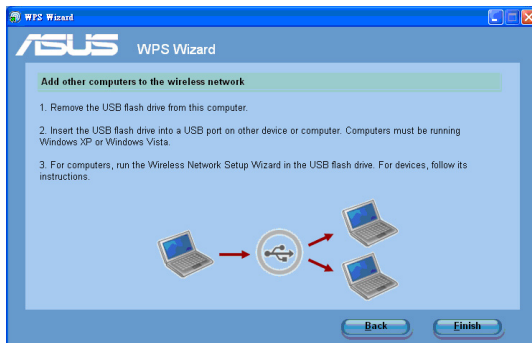 WPS Wizard
ASUS WPS Wizard
Add other computers to the wireless network
1. Remove the USB flash drive from this computer.
2. Insert the USB flash drive into a USB port on other device or computer. Computers must be running
Windows XP or Windows Vista.
3. For computers, run the Wireless Network Setup Wizard in the USB flash drive. For devices, follow its
instructions.
Back Finish